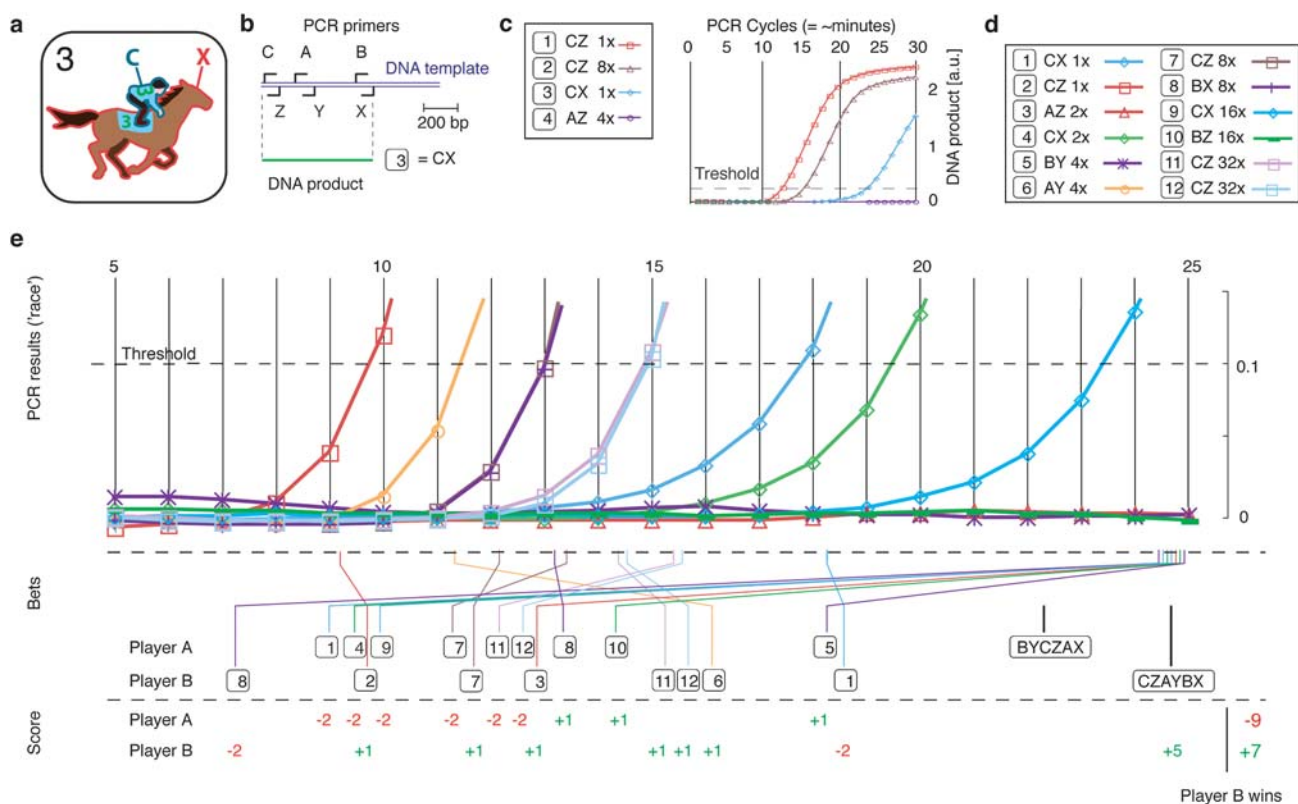 a
3
C
X
b
PCR primers
C A B
DNA template
Z Y X
200 bp
3 = CX
DNA product
c
1 CZ 1x
2 CZ 8x
3 CX 1x
4 AZ 4x
PCR Cycles (= ~minutes)
0 10 20 30
2
1
0
DNA product [a.u.]
Treshold
d
1 CX 1x
2 CZ 1x
3 AZ 2x
4 CX 2x
5 BY 4x
6 AY 4x
7 CZ 8x
8 BX 8x
9 CX 16x
10 BZ 16x
11 CZ 32x
12 CZ 32x
e
5 10 15 20 25
PCR results ('race')
Threshold
0.1
0
Bets
Player A
1 4 9 7 11 12 8 10 5 BYCZAX
Player B
8 2 7 3 11 12 6 1 CZAYBX
Score
Player A
-2 -2 -2 -2 -2 -2 +1 +1 +1 -9
Player B
-2 +1 +1 +1 +1 +1 +1 -2 +5 +7
Player B wins